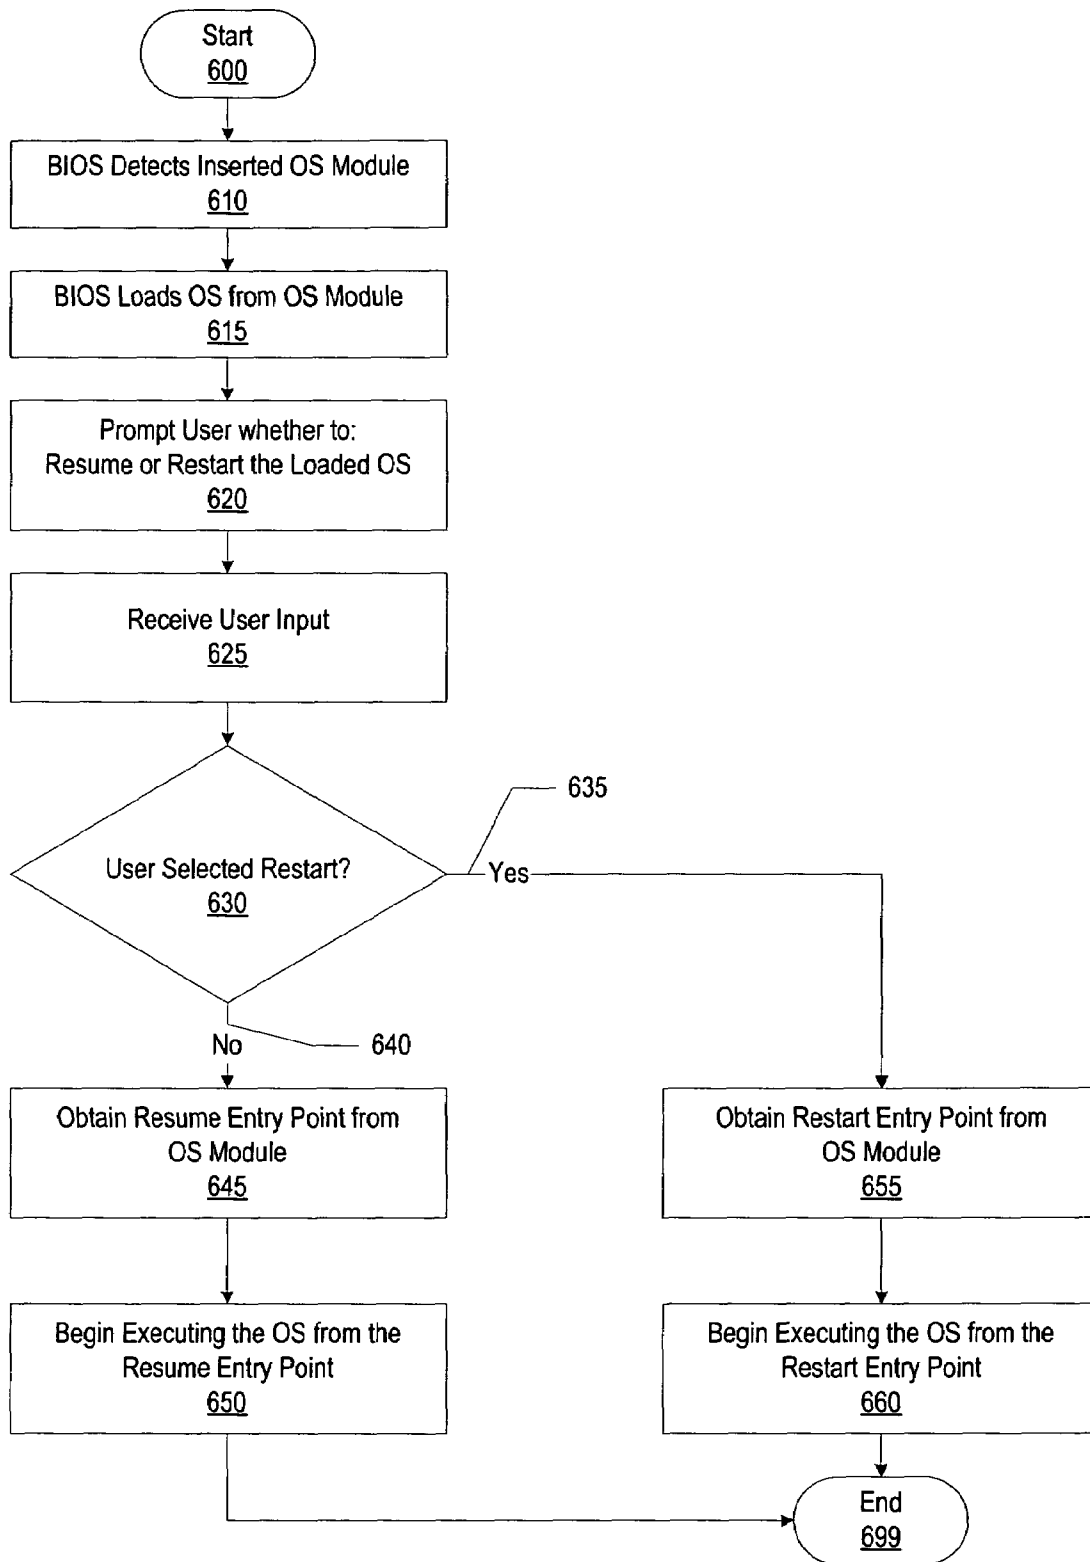 Start
600
BIOS Detects Inserted OS Module
610
BIOS Loads OS from OS Module
615
Prompt User whether to:
Resume or Restart the Loaded OS
620
Receive User Input
625
User Selected Restart?
630
635
Yes
No
640
Obtain Resume Entry Point from
OS Module
645
Begin Executing the OS from the
Resume Entry Point
650
Obtain Restart Entry Point from
OS Module
655
Begin Executing the OS from the
Restart Entry Point
660
End
699